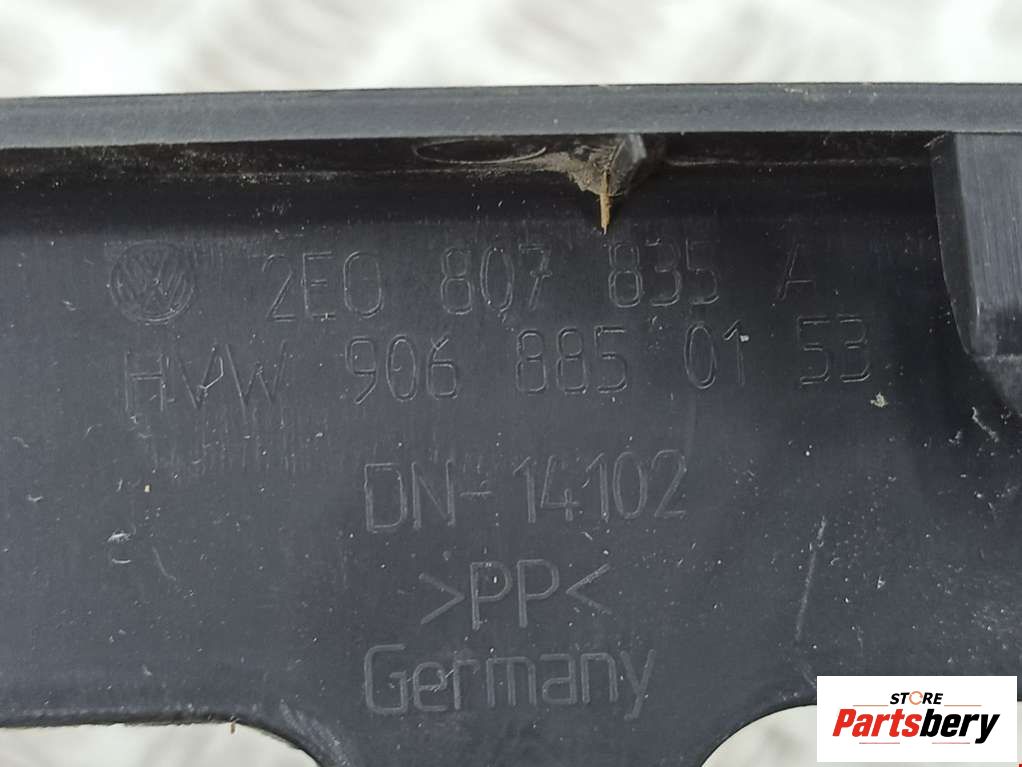 2E0 807 835 A
HVW 906 885 01 53
DN-14102
>PP<
Germany
STORE
Partsbery